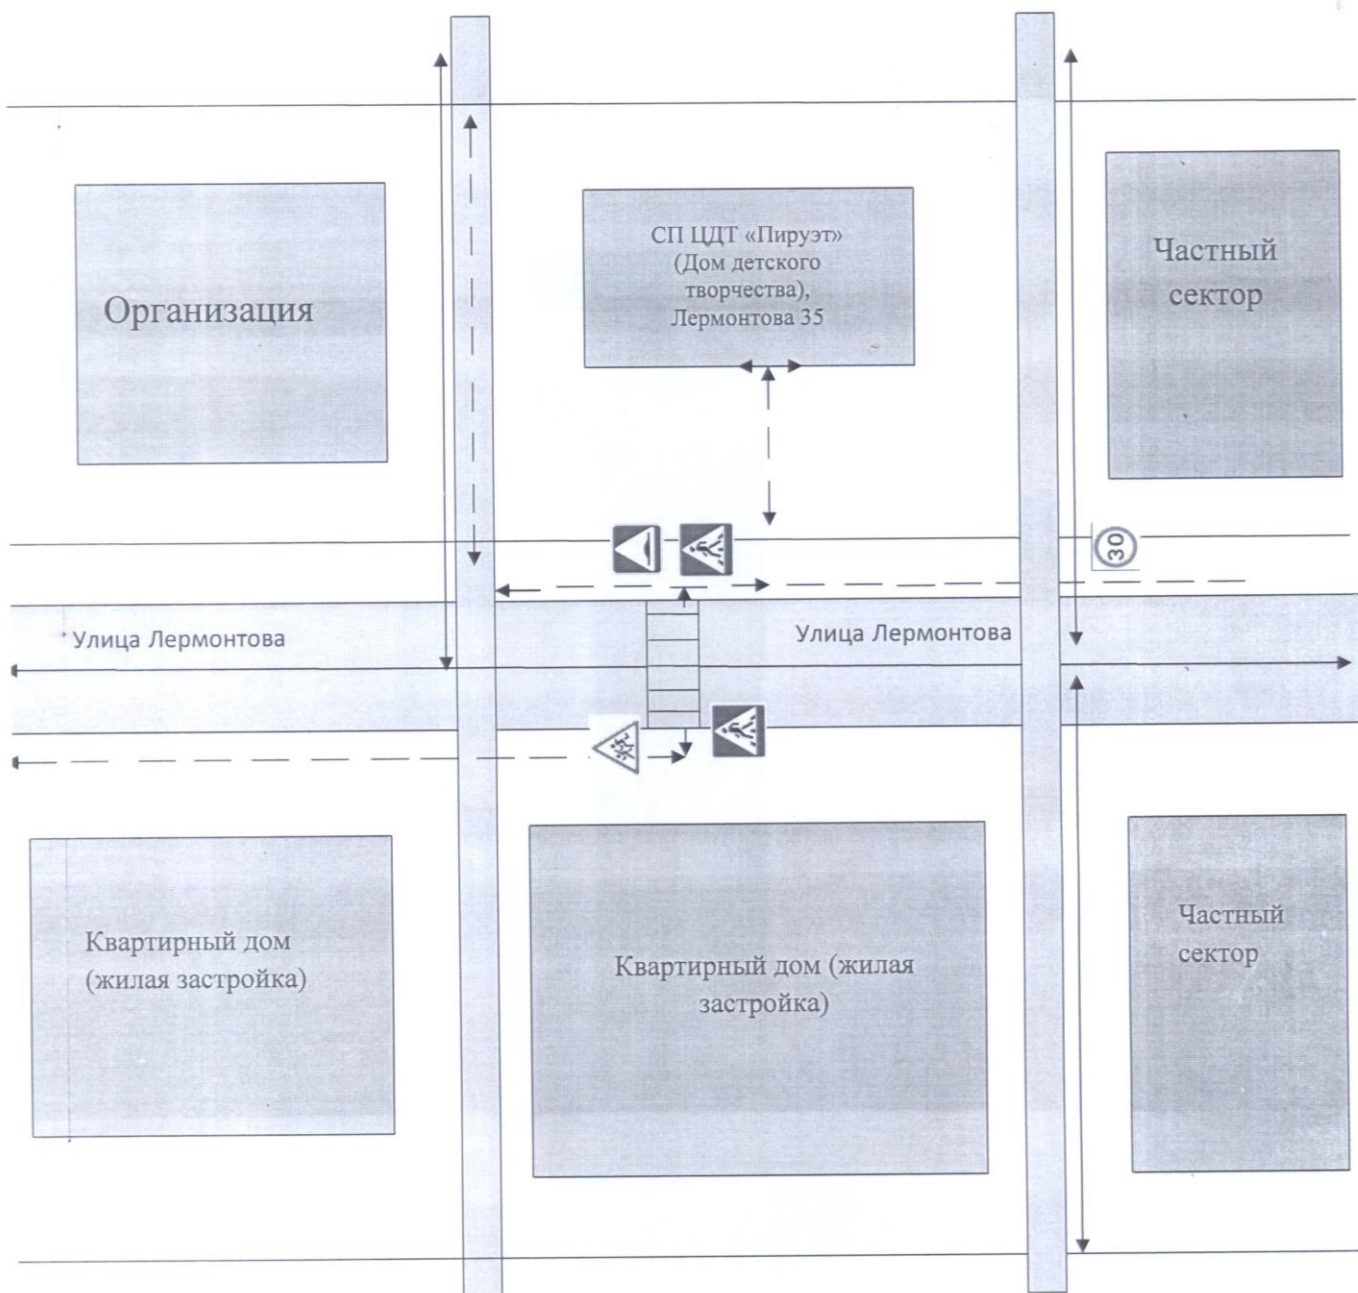 Организация
СП ЦДТ «Пируэт»
(Дом детского
творчества),
Лермонтова 35
Частный
сектор
30
Улица Лермонтова
Улица Лермонтова
Квартирный дом
(жилая застройка)
Квартирный дом (жилая
застройка)
Частный
сектор